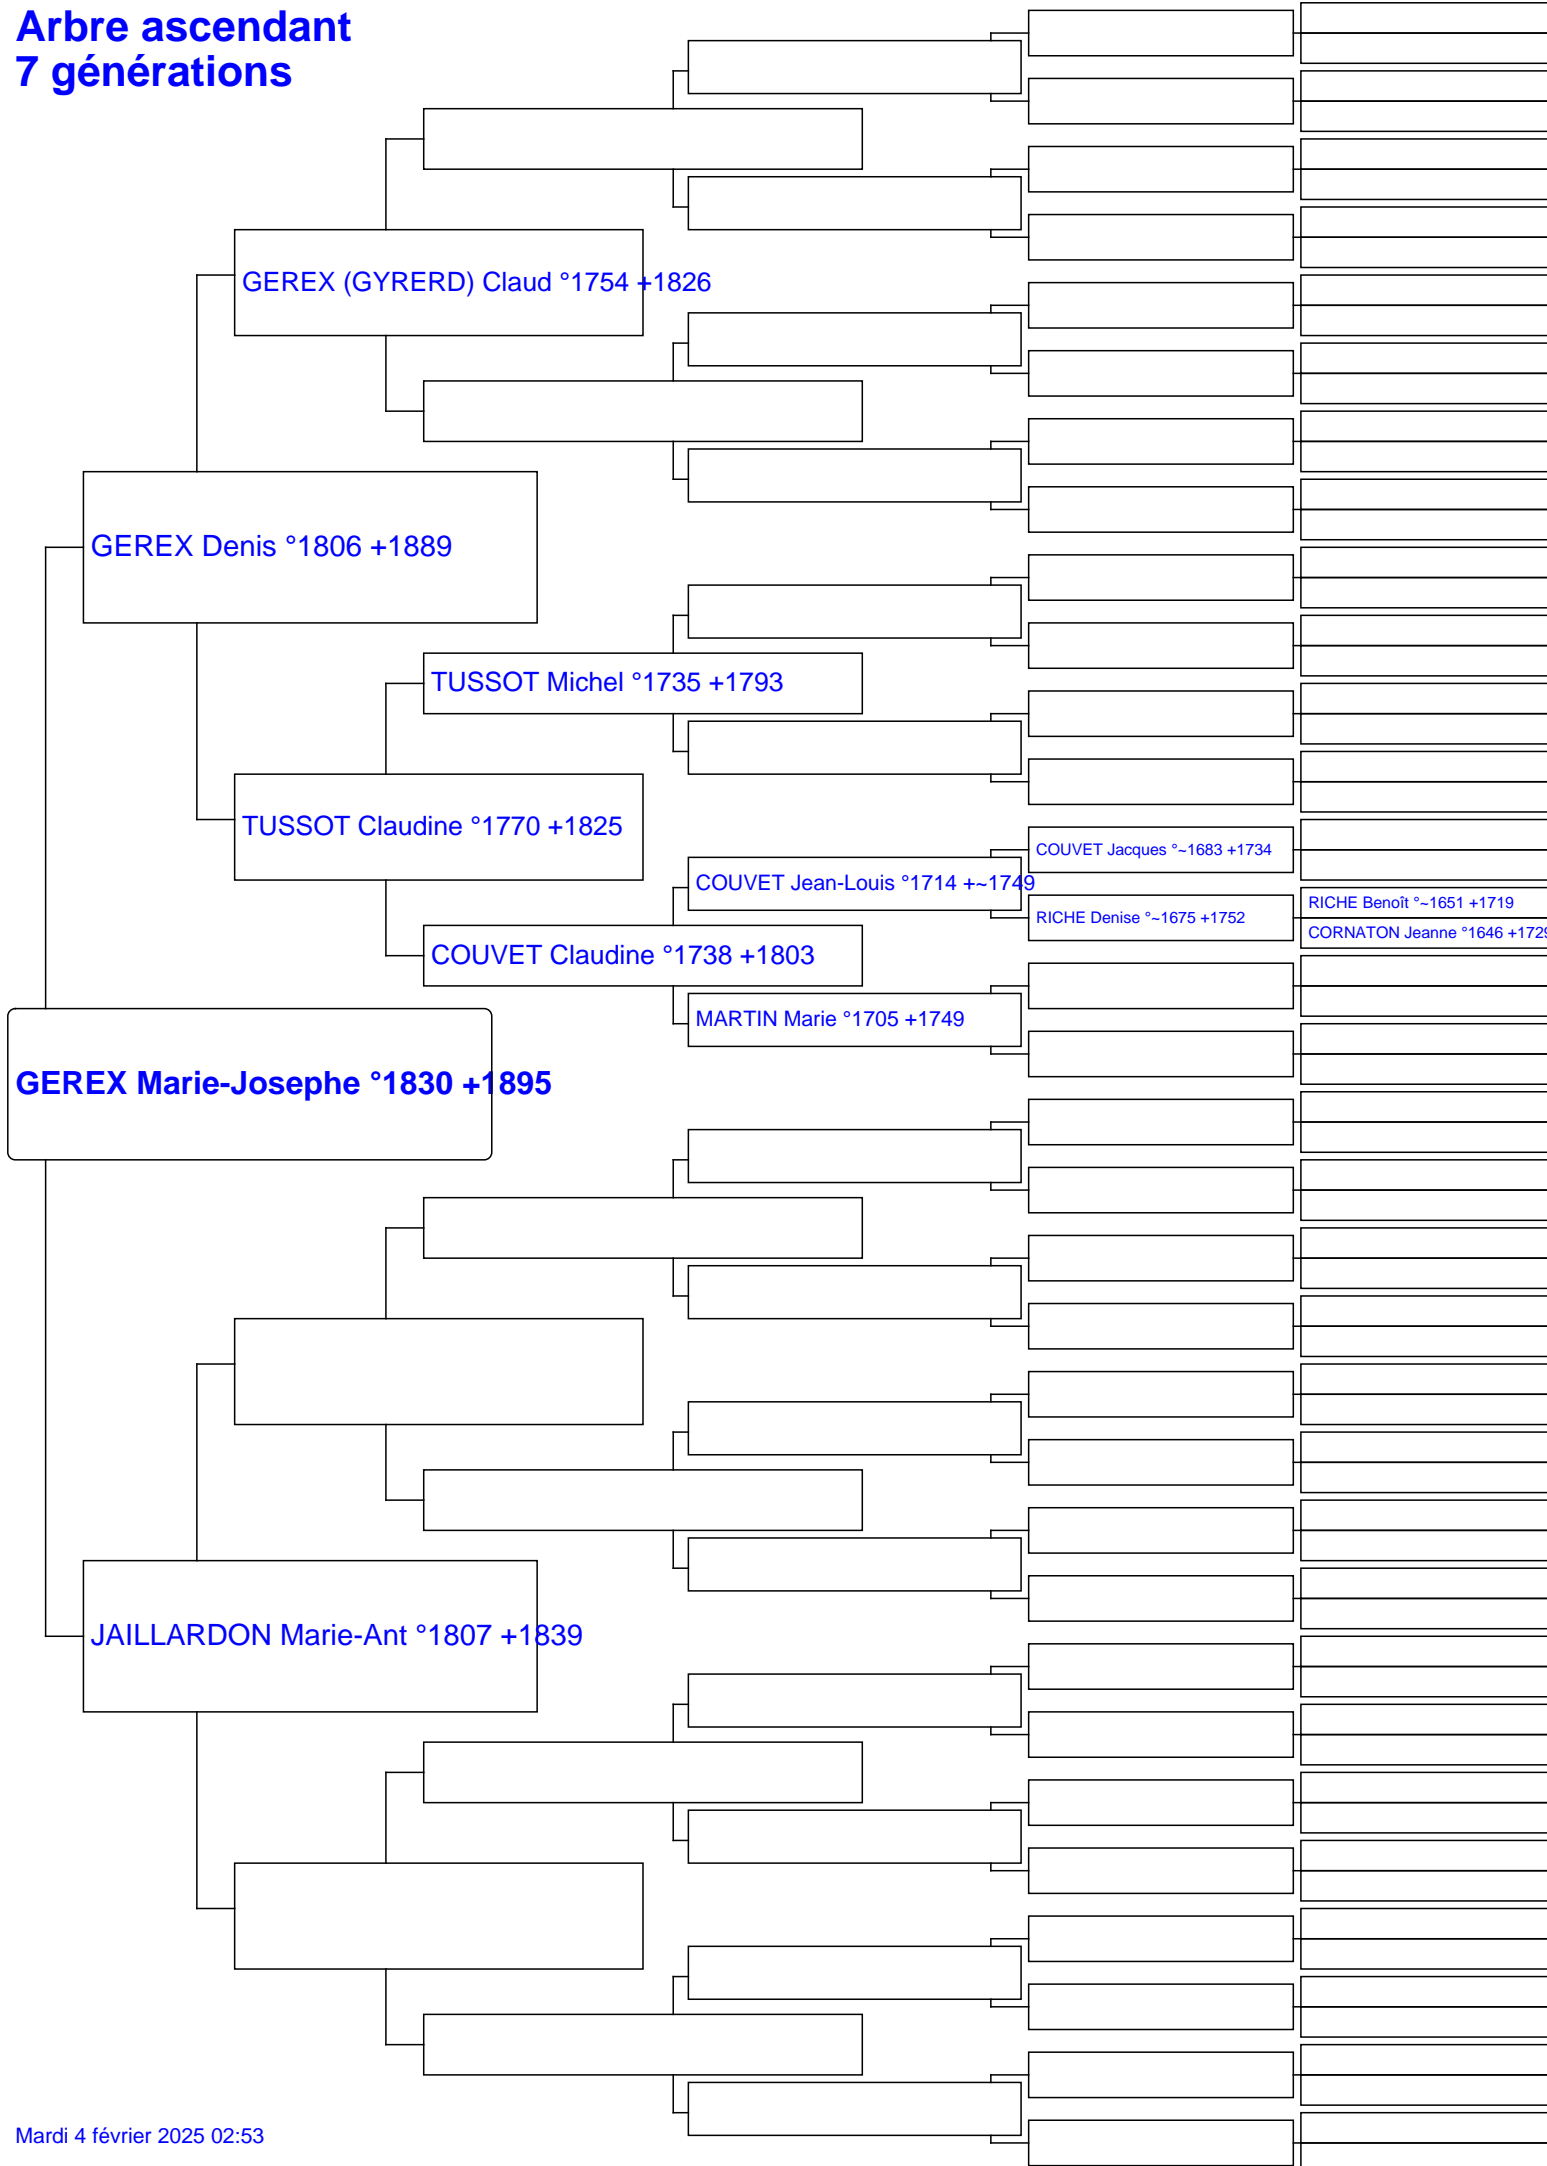 Arbre ascendant
7 générations
GEREX (GYRERD) Claud °1754 +1826
GEREX Denis °1806 +1889
TUSSOT Michel °1735 +1793
TUSSOT Claudine °1770 +1825
COUVET Jacques °~1683 +1734
COUVET Jean-Louis °1714 +~1749
RICHE Benoît °~1651 +1719
RICHE Denise °~1675 +1752
CORNATON Jeanne °1646 +1729
COUVET Claudine °1738 +1803
MARTIN Marie °1705 +1749
GEREX Marie-Josephe °1830 +1895
JAILLARDON Marie-Ant °1807 +1839
Mardi 4 février 2025 02:53